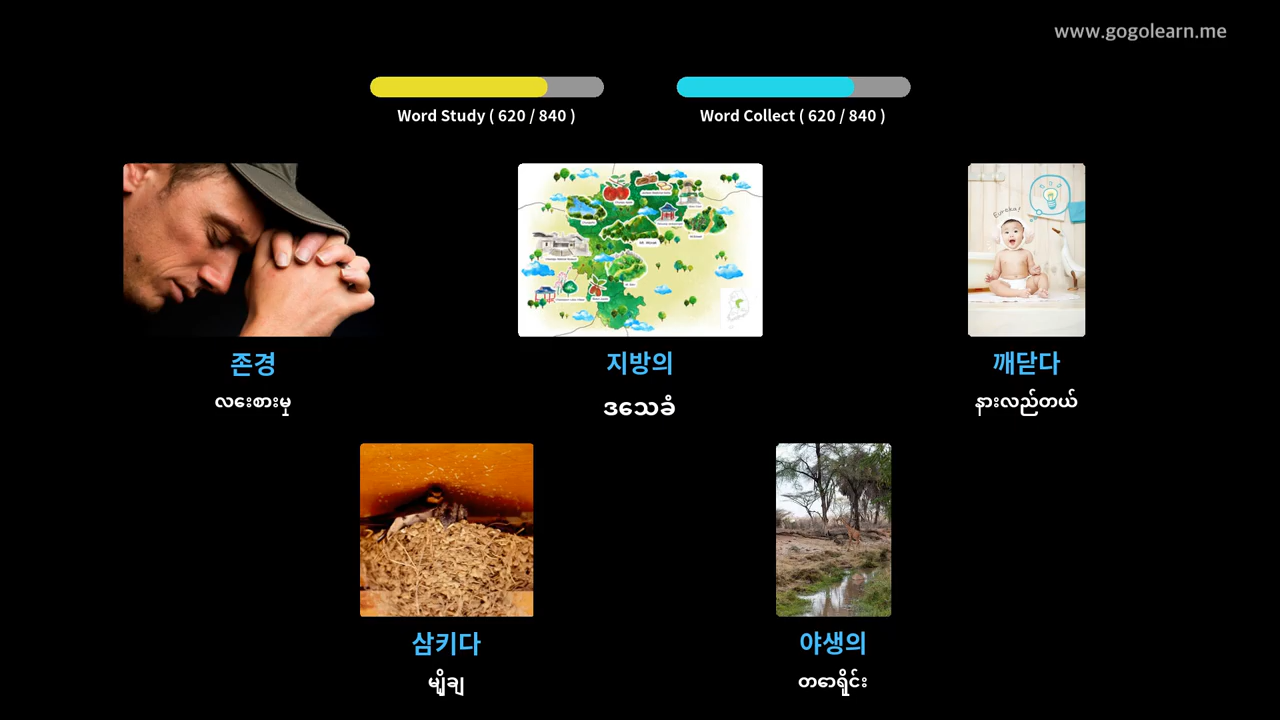 www.gogolearn.me
Word Study ( 620 / 840 )
Word Collect ( 620 / 840 )
Eureka!
존경
지방의
깨닫다
လေးစားမှု
ဒေသခံ
နားလည်တယ်
삼키다
야생의
မျိုချ
တောရိုင်း